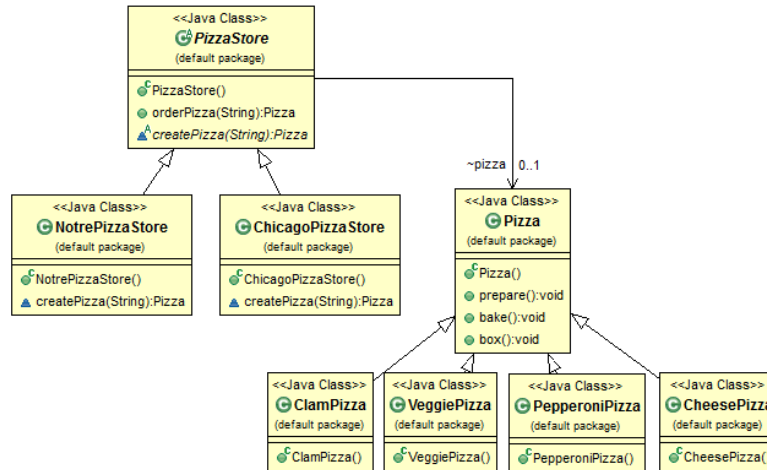 <<Java Class>>
PizzaStore
(default package)
PizzaStore()
orderPizza(String):Pizza
createPizza(String):Pizza
~pizza 0..1
<<Java Class>>
NotrePizzaStore
(default package)
NotrePizzaStore()
createPizza(String):Pizza
<<Java Class>>
ChicagoPizzaStore
(default package)
ChicagoPizzaStore()
createPizza(String):Pizza
<<Java Class>>
Pizza
(default package)
Pizza()
prepare():void
bake():void
box():void
<<Java Class>>
ClamPizza
(default package)
ClamPizza()
<<Java Class>>
VeggiePizza
(default package)
VeggiePizza()
<<Java Class>>
PepperoniPizza
(default package)
PepperoniPizza()
<<Java Class>>
CheesePizza
(default package)
CheesePizza()